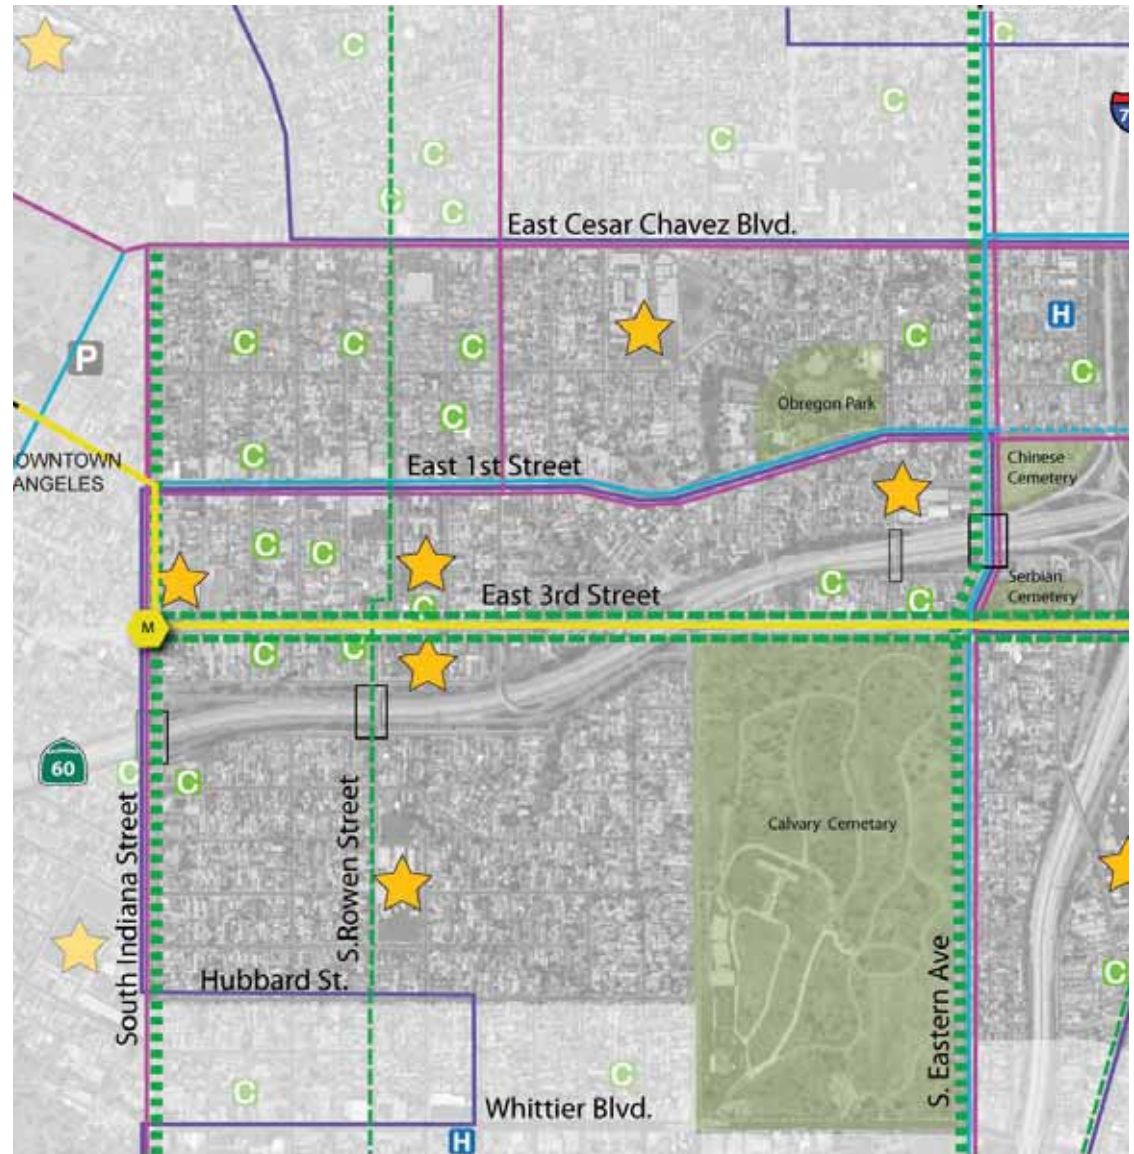 C
C
7
C
C
C
C
C
East Cesar Chavez Blvd.
H
C
C
C
C
P
C
Obregon Park
C
C
OWNTOWN
ANGELES
East 1st Street
Chinese
Cemetery
C
C
Serbian
Cemetery
C
C
C
East 3rd Street
M
C
C
60
C
C
South Indiana Street
S.Rowen Street
Calvary Cemetary
S. Eastern Ave
C
Hubbard St.
C
C
Whittier Blvd.
H